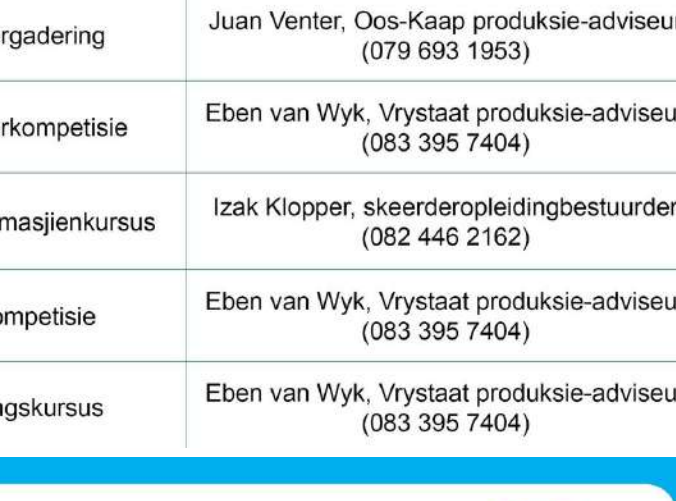 rgadering
Juan Venter, Oos-Kaap produksie-adviseur
(079 693 1953)
rkompetisie
Eben van Wyk, Vrystaat produksie-adviseu
(083 395 7404)
masjienkursus
Izak Klopper, skeerderopleidingbestuurder
(082 446 2162)
ompetisie
Eben van Wyk, Vrystaat produksie-adviseu
(083 395 7404)
gskursus
Eben van Wyk, Vrystaat produksie-adviseu
(083 395 7404)